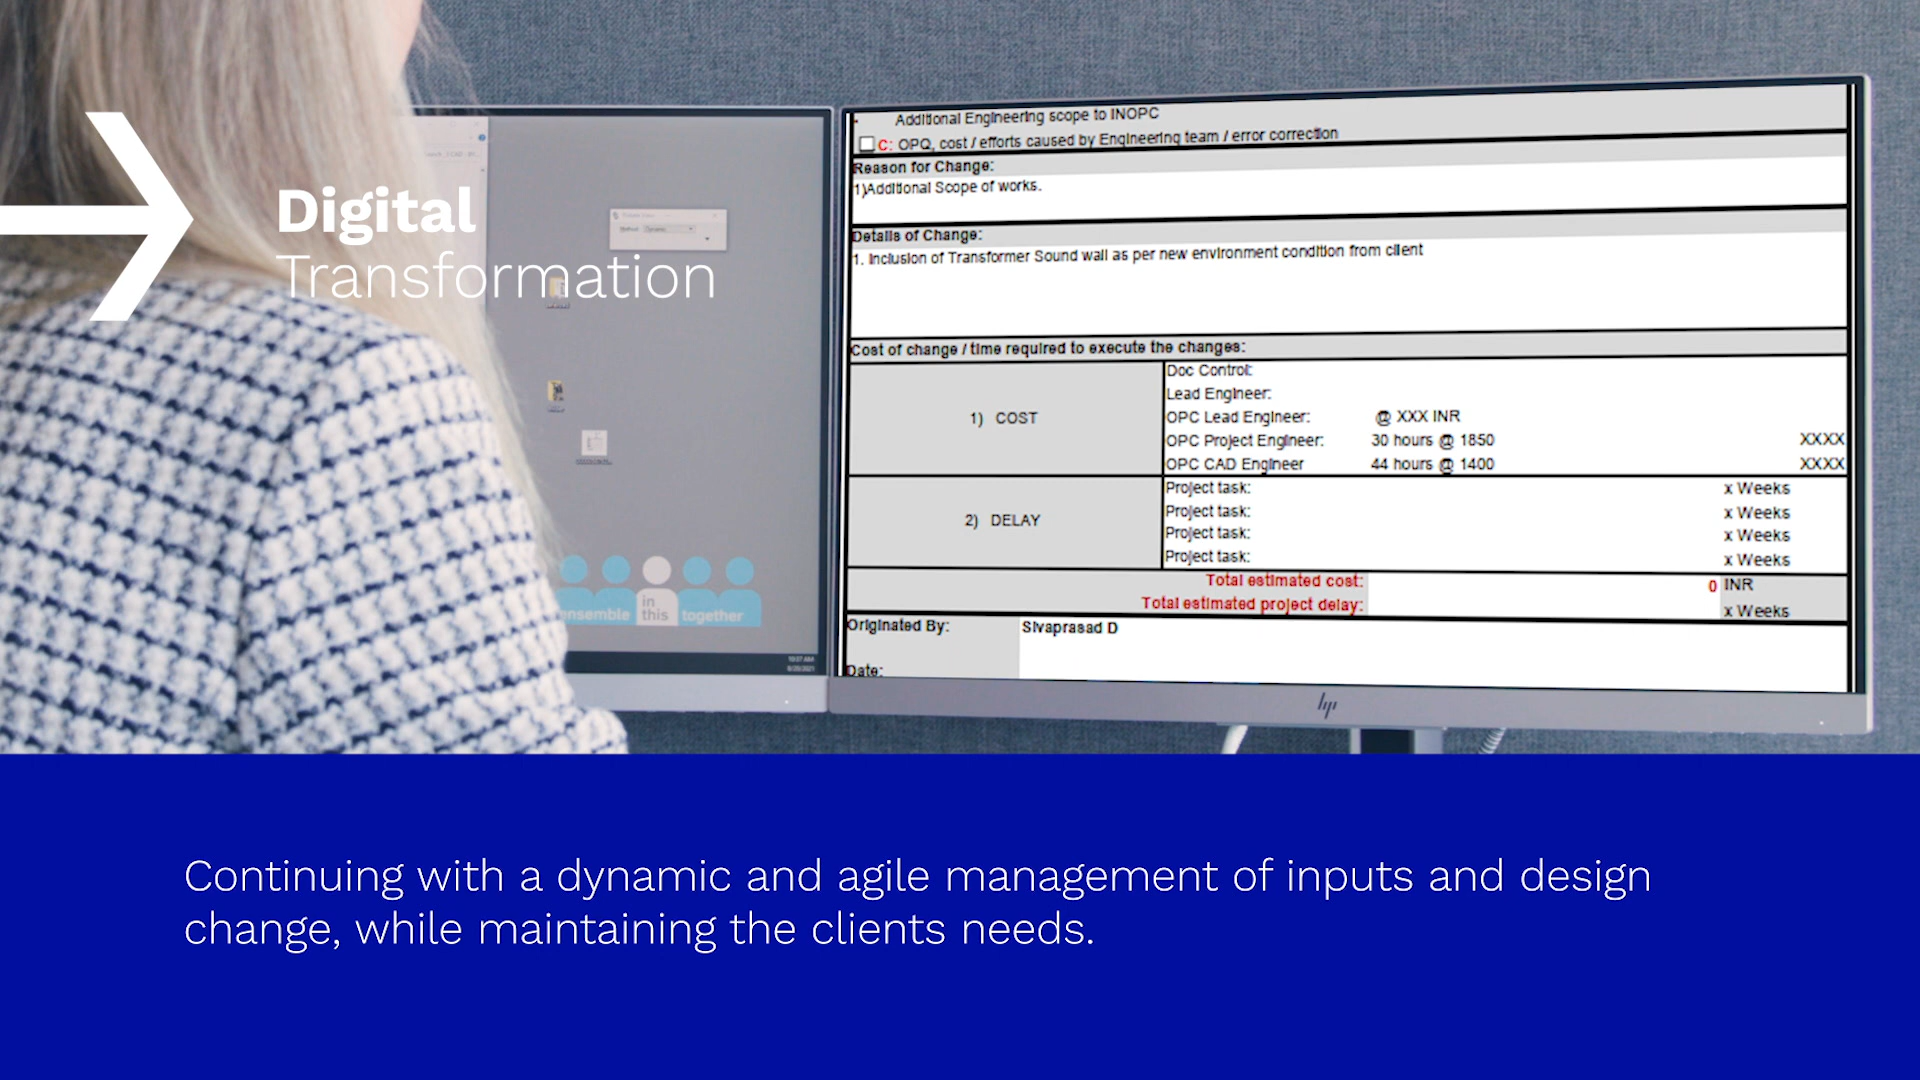 Digital
Transformation
Additional Engineering scope to INOPC
C: OPQ, cost / efforts caused by Engineering team / error correction
Reason for Change:
1)Additional Scope of works.
Details of Change:
1. Inclusion of Transformer Sound wall as per new environment condition from client
Cost of change / time required to execute the changes:
1) COST
Doc Control:
Lead Engineer:
OPC Lead Engineer: @ XXX INR
OPC Project Engineer: 30 hours @ 1850 XXXX
OPC CAD Engineer 44 hours @ 1400 XXXX
2) DELAY
Project task: x Weeks
Project task: x Weeks
Project task: x Weeks
Project task: x Weeks
Total estimated cost: 0 INR
Total estimated project delay: x Weeks
Originated By: Sivaprasad D
Date:
ensemble in this together
10:07 AM
hp
Continuing with a dynamic and agile management of inputs and design
change, while maintaining the clients needs.